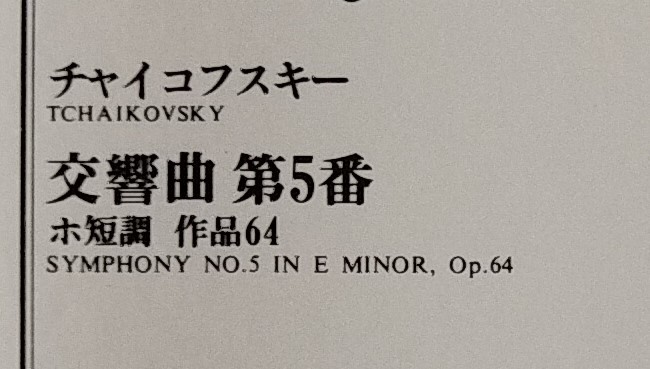 チャイコフスキー
TCHAIKOVSKY
交響曲 第5番
ホ短調 作品64
SYMPHONY NO.5 IN E MINOR, Op.64